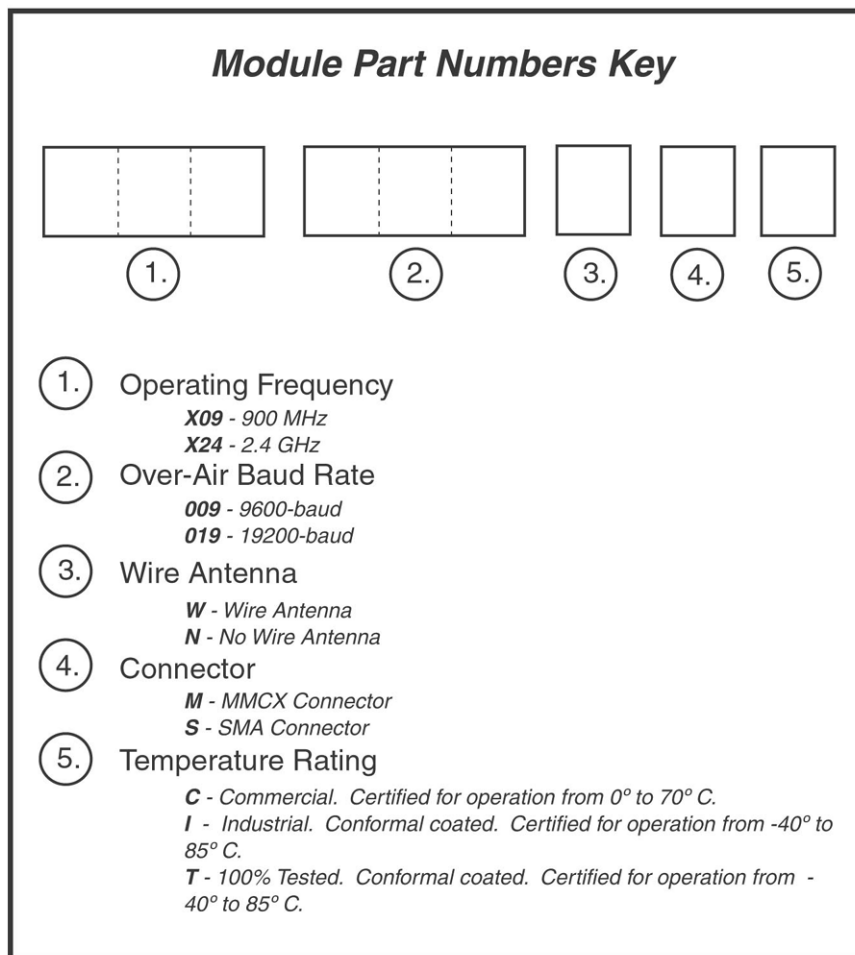 Module Part Numbers Key
1. 2. 3. 4. 5.
1. Operating Frequency
X09 - 900 MHz
X24 - 2.4 GHz
2. Over-Air Baud Rate
009 - 9600-baud
019 - 19200-baud
3. Wire Antenna
W - Wire Antenna
N - No Wire Antenna
4. Connector
M - MMCX Connector
S - SMA Connector
5. Temperature Rating
C - Commercial. Certified for operation from 0º to 70º C.
I - Industrial. Conformal coated. Certified for operation from -40º to
85º C.
T - 100% Tested. Conformal coated. Certified for operation from -
40º to 85º C.